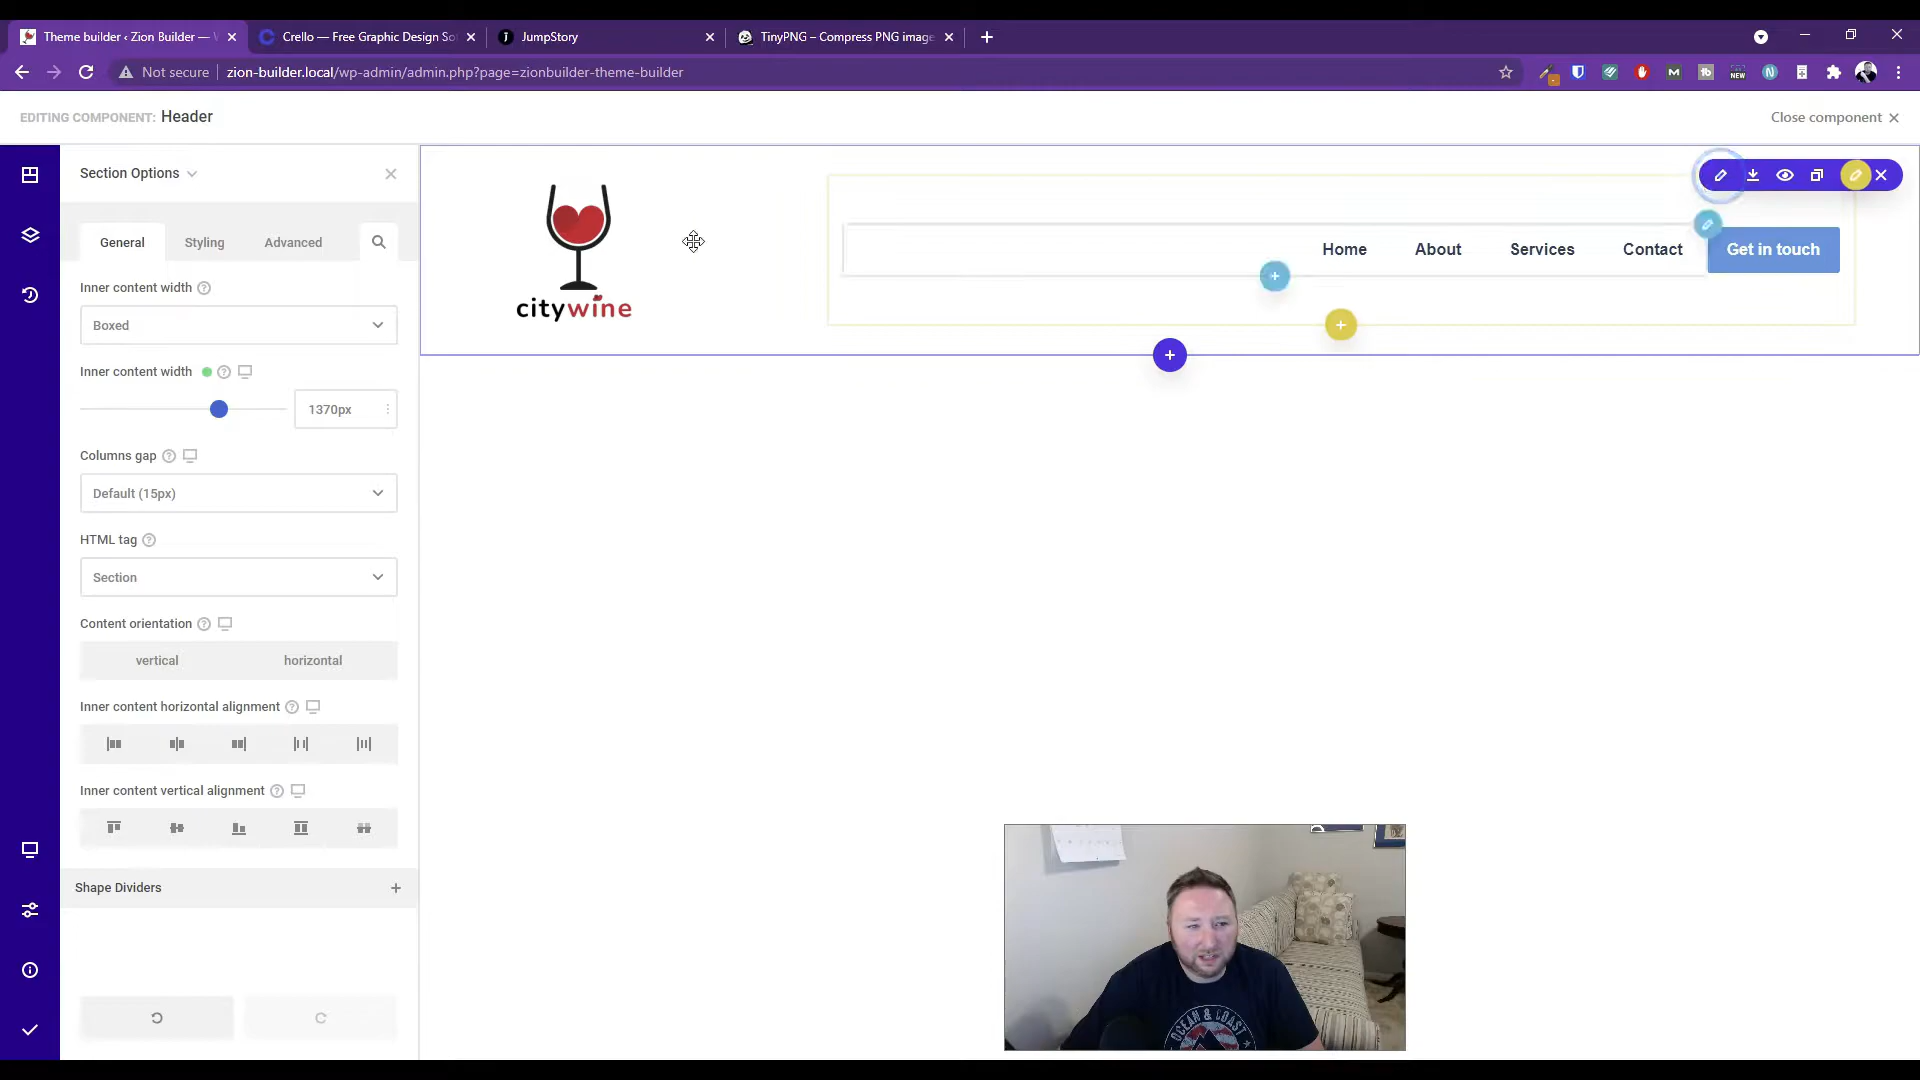 Theme builder ‹ Zion Builder — W
Crello — Free Graphic Design So
JumpStory
TinyPNG – Compress PNG image
Not secure
zion-builder.local/wp-admin/admin.php?page=zionbuilder-theme-builder
NEW
EDITING COMPONENT: Header
Close component
Section Options
General
Styling
Advanced
Inner content width
Boxed
Inner content width
1370px
Columns gap
Default (15px)
HTML tag
Section
Content orientation
vertical
horizontal
Inner content horizontal alignment
Inner content vertical alignment
Shape Dividers
citywine
Home
About
Services
Contact
Get in touch
OCEAN & COAST